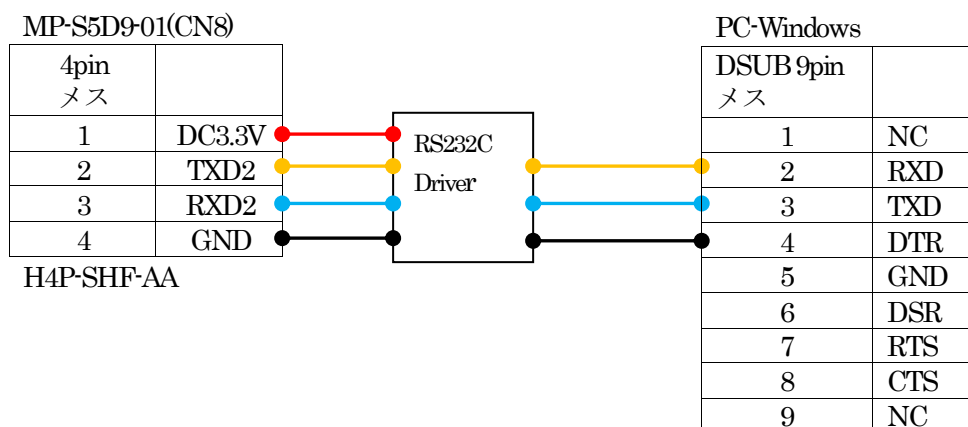 MP-S5D9-01(CN8)
4pin
メス
1 DC3.3V
2 TXD2
3 RXD2
4 GND
H4P-SHF-AA
RS232C
Driver
PC-Windows
DSUB 9pin
メス
1 NC
2 RXD
3 TXD
4 DTR
5 GND
6 DSR
7 RTS
8 CTS
9 NC